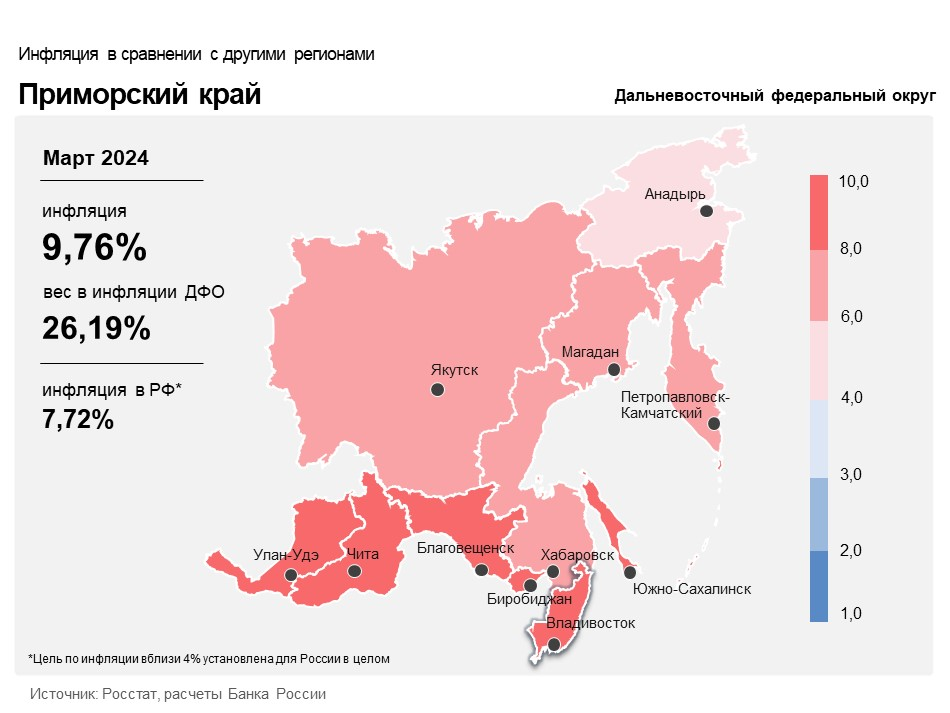 Инфляция в сравнении с другими регионами
Приморский край
Дальневосточный федеральный округ
Март 2024
инфляция
9,76%
вес в инфляции ДФО
26,19%
инфляция в РФ*
7,72%
Анадырь
Якутск
Магадан
Петропавловск-
Камчатский
Улан-Удэ
Чита
Благовещенск
Хабаровск
Биробиджан
Южно-Сахалинск
Владивосток
10,0
8,0
6,0
4,0
3,0
2,0
1,0
*Цель по инфляции вблизи 4% установлена для России в целом
Источник: Росстат, расчеты Банка России